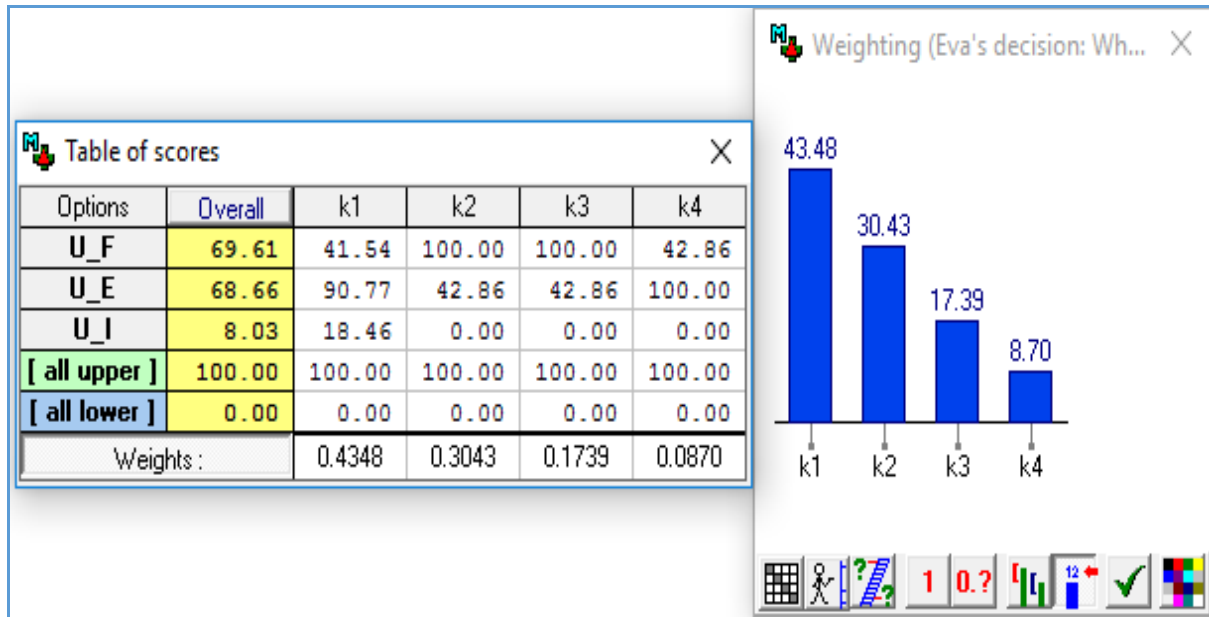 Table of scores
Options Overall k1 k2 k3 k4
U_F 69.61 41.54 100.00 100.00 42.86
U_E 68.66 90.77 42.86 42.86 100.00
U_I 8.03 18.46 0.00 0.00 0.00
[ all upper ] 100.00 100.00 100.00 100.00 100.00
[ all lower ] 0.00 0.00 0.00 0.00 0.00
Weights : 0.4348 0.3043 0.1739 0.0870
Weighting (Eva's decision: Wh...
43.48
30.43
17.39
8.70
k1 k2 k3 k4
1 0.? 12